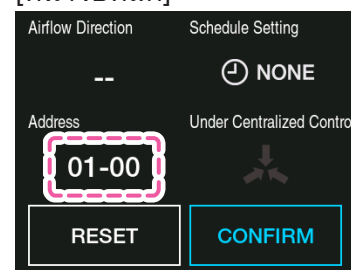 Airflow Direction Schedule Setting
-- NONE
Address Under Centralized Contro
01-00
RESET CONFIRM